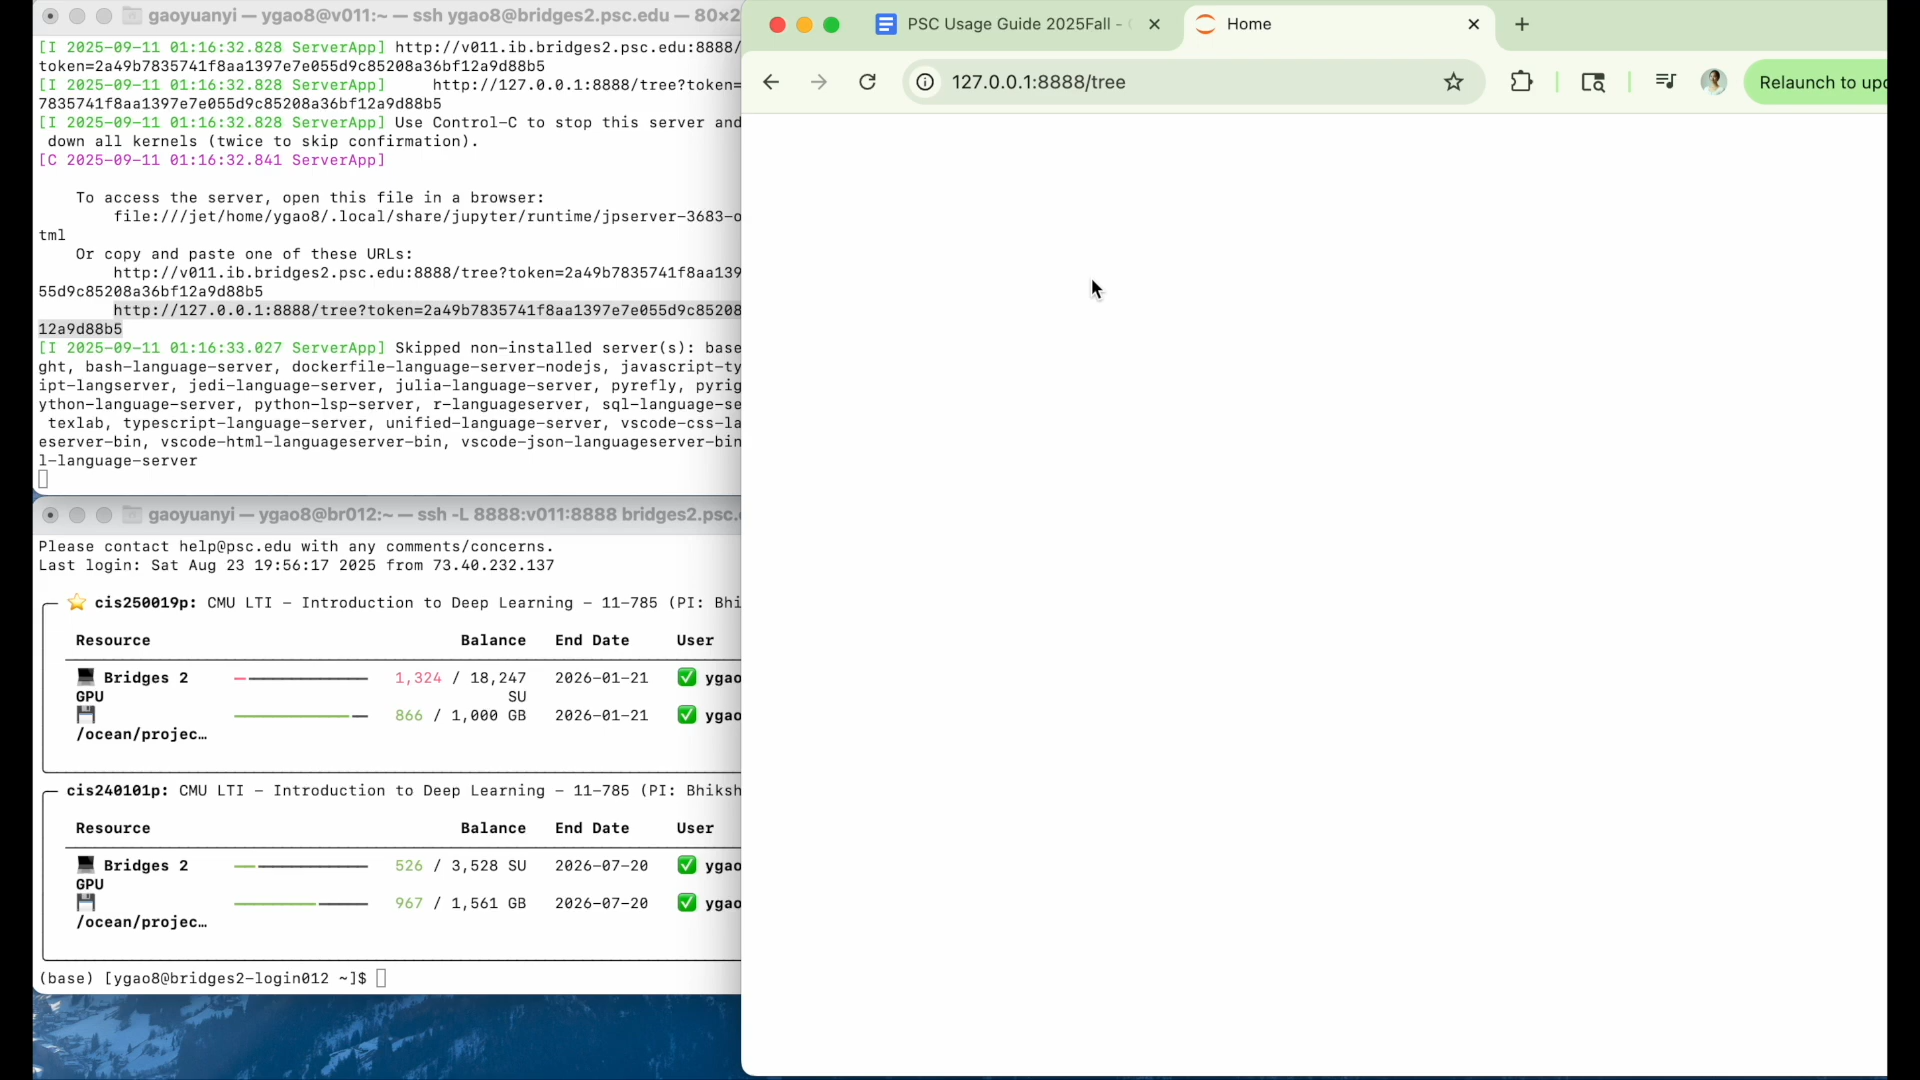 gaoyuanyi — ygao8@v011:~ — ssh ygao8@bridges2.psc.edu — 80×2
[I 2025-09-11 01:16:32.828 ServerApp] http://v011.ib.bridges2.psc.edu:8888/
token=2a49b7835741f8aa1397e7e055d9c85208a36bf12a9d88b5
[I 2025-09-11 01:16:32.828 ServerApp]     http://127.0.0.1:8888/tree?token=
7835741f8aa1397e7e055d9c85208a36bf12a9d88b5
[I 2025-09-11 01:16:32.828 ServerApp] Use Control-C to stop this server and
down all kernels (twice to skip confirmation).
[C 2025-09-11 01:16:32.841 ServerApp]
To access the server, open this file in a browser:
file:///jet/home/ygao8/.local/share/jupyter/runtime/jpserver-3683-o
tml
Or copy and paste one of these URLs:
http://v011.ib.bridges2.psc.edu:8888/tree?token=2a49b7835741f8aa139
55d9c85208a36bf12a9d88b5
http://127.0.0.1:8888/tree?token=2a49b7835741f8aa1397e7e055d9c85208
12a9d88b5
[I 2025-09-11 01:16:33.027 ServerApp] Skipped non-installed server(s): base
ght, bash-language-server, dockerfile-language-server-nodejs, javascript-ty
ipt-langserver, jedi-language-server, julia-language-server, pyrefly, pyrig
ython-language-server, python-lsp-server, r-languageserver, sql-language-se
texlab, typescript-language-server, unified-language-server, vscode-css-la
eserver-bin, vscode-html-languageserver-bin, vscode-json-languageserver-bin
l-language-server
gaoyuanyi — ygao8@br012:~ — ssh -L 8888:v011:8888 bridges2.psc.
Please contact help@psc.edu with any comments/concerns.
Last login: Sat Aug 23 19:56:17 2025 from 73.40.232.137
cis250019p: CMU LTI - Introduction to Deep Learning - 11-785 (PI: Bhi
Resource Balance End Date User
Bridges 2 1,324 / 18,247 2026-01-21 ✅ ygao
GPU SU
866 / 1,000 GB 2026-01-21 ✅ ygao
/ocean/projec…
cis240101p: CMU LTI - Introduction to Deep Learning - 11-785 (PI: Bhiksh
Resource Balance End Date User
Bridges 2 526 / 3,528 SU 2026-07-20 ✅ ygao
GPU
967 / 1,561 GB 2026-07-20 ✅ ygao
/ocean/projec…
(base) [ygao8@bridges2-login012 ~]$
PSC Usage Guide 2025Fall -
Home
127.0.0.1:8888/tree
Relaunch to upd